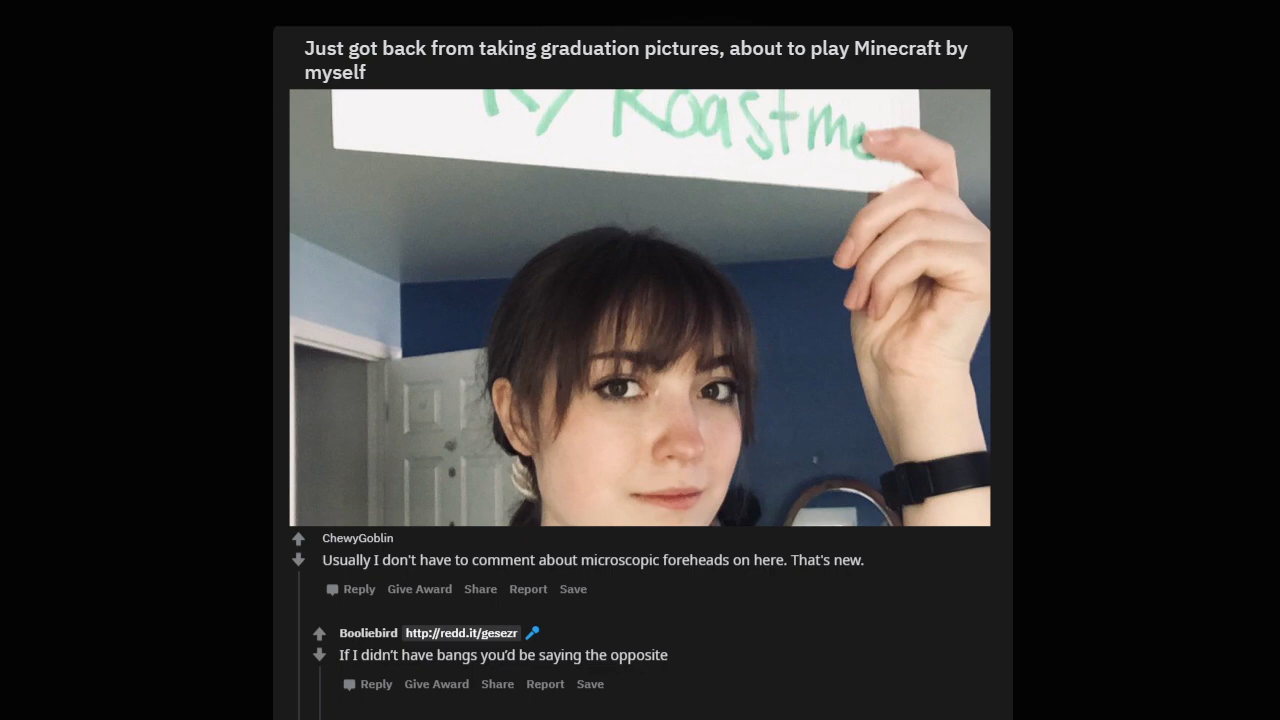 Just got back from taking graduation pictures, about to play Minecraft by
myself
R/ Roastme
ChewyGoblin
Usually I don't have to comment about microscopic foreheads on here. That's new.
Reply Give Award Share Report Save
Booliebird http://redd.it/gesezr
If I didn’t have bangs you’d be saying the opposite
Reply Give Award Share Report Save